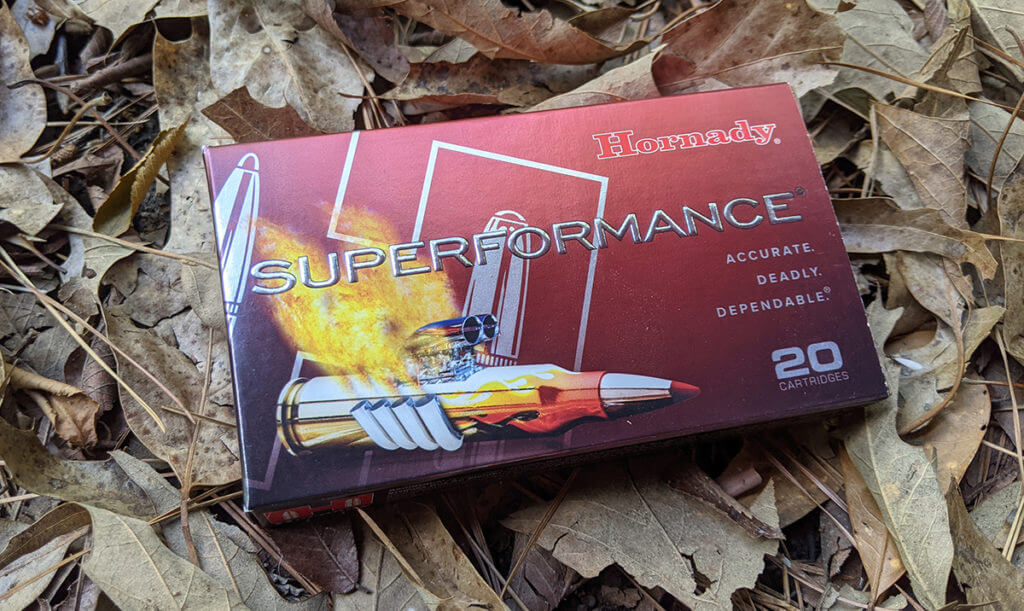 Hornady®
SUPERFORMANCE®
ACCURATE.
DEADLY.
DEPENDABLE.®
20
CARTRIDGES